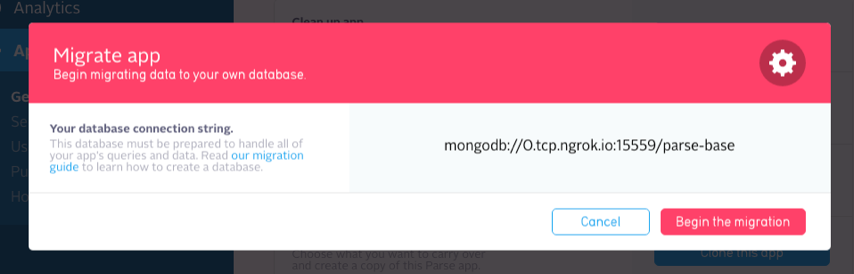 Analytics
Clean up app
Migrate app
Begin migrating data to your own database.
Ge
Se
Us
Pu
Ho
Your database connection string.
This database must be prepared to handle all of
your app's queries and data. Read our migration
guide to learn how to create a database.
mongodb://0.tcp.ngrok.io:15559/parse-base
Cancel
Begin the migration
Choose what you want to carry over
and create a copy of this Parse app.
Clone this app